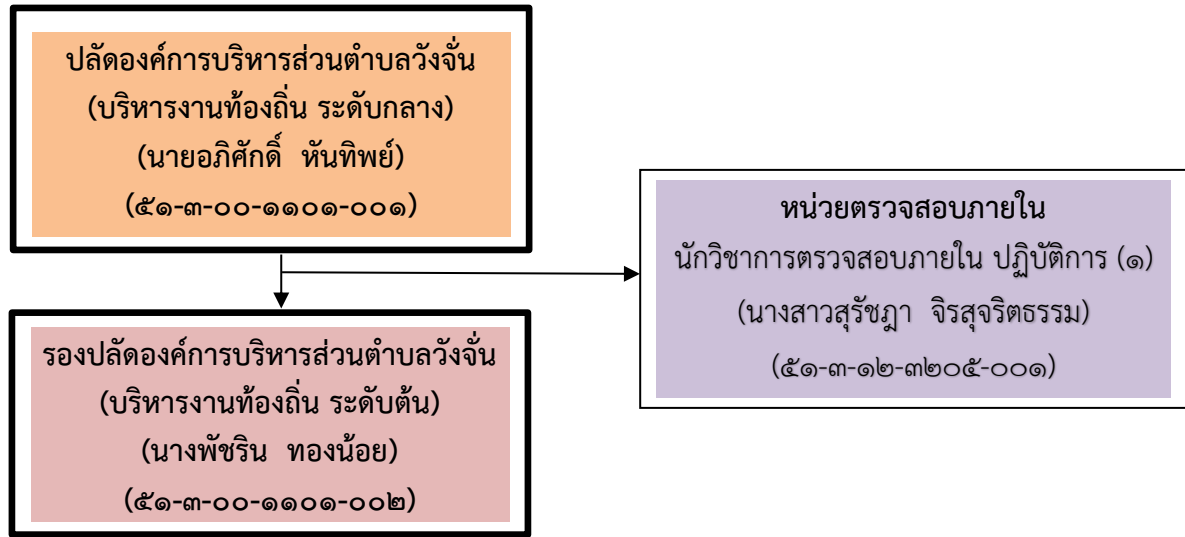 ปลัดองค์การบริหารส่วนตำบลวังจั่น
(บริหารงานท้องถิ่น ระดับกลาง)
(นายอภิศักดิ์ หันทิพย์)
(๕๑-๓-๐๐-๑๑๐๑-๐๐๑)
หน่วยตรวจสอบภายใน
นักวิชาการตรวจสอบภายใน ปฏิบัติการ (๑)
(นางสาวสุรัชฎา จิรสุจริตธรรม)
(๕๑-๓-๑๒-๓๒๐๕-๐๐๑)
รองปลัดองค์การบริหารส่วนตำบลวังจั่น
(บริหารงานท้องถิ่น ระดับต้น)
(นางพัชริน ทองน้อย)
(๕๑-๓-๐๐-๑๑๐๑-๐๐๒)